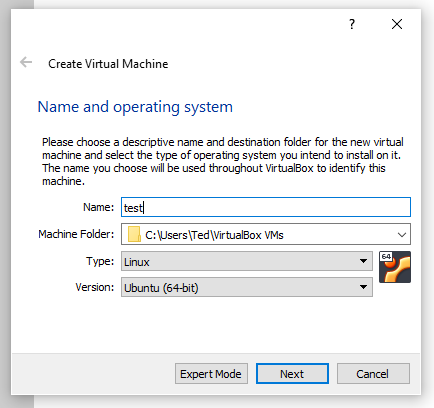 ?
Create Virtual Machine
Name and operating system
Please choose a descriptive name and destination folder for the new virtual
machine and select the type of operating system you intend to install on it.
The name you choose will be used throughout VirtualBox to identify this
machine.
Name: test
Machine Folder: C:\Users\Ted\VirtualBox VMs
Type: Linux
64
Version: Ubuntu (64-bit)
Expert Mode Next Cancel